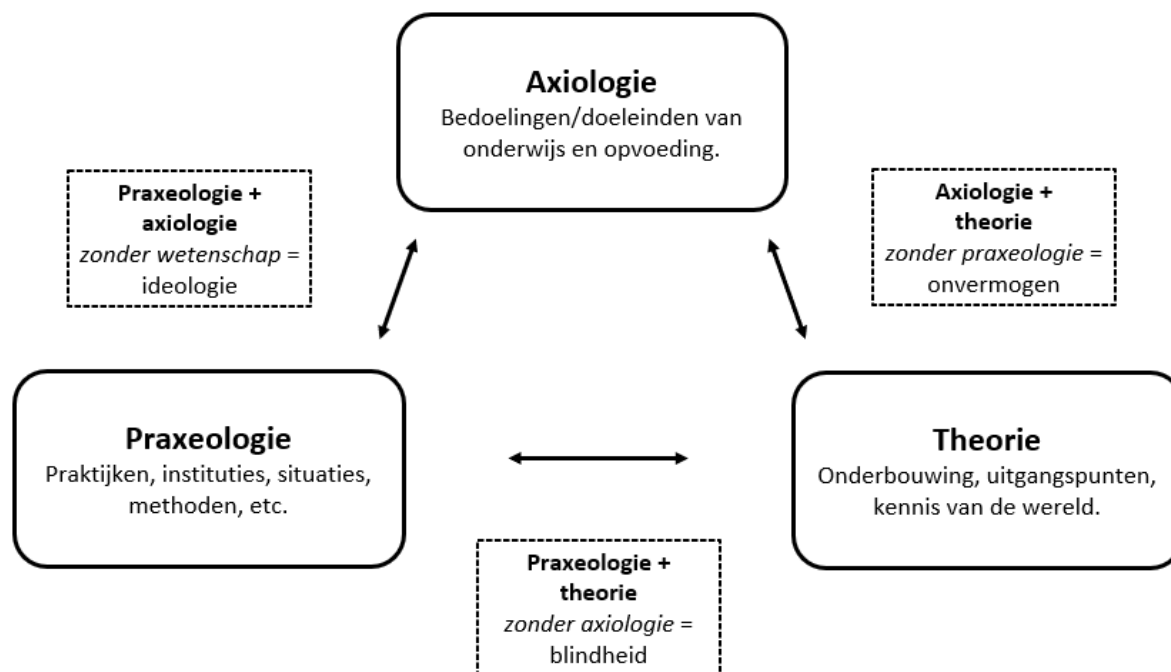 Axiologie
Bedoelingen/doeleinden van
onderwijs en opvoeding.
Praxeologie +
axiologie
zonder wetenschap =
ideologie
Axiologie +
theorie
zonder praxeologie =
onvermogen
Praxeologie
Praktijken, instituties, situaties,
methoden, etc.
Theorie
Onderbouwing, uitgangspunten,
kennis van de wereld.
Praxeologie +
theorie
zonder axiologie =
blindheid